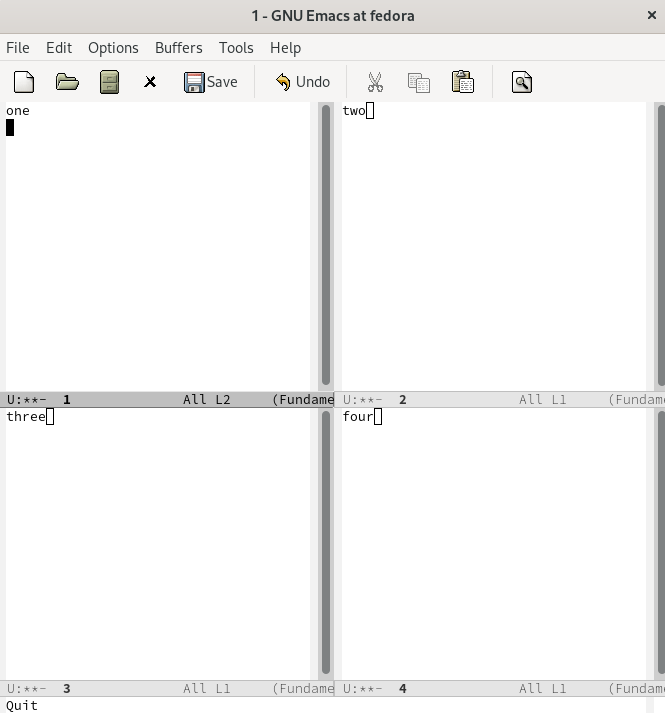 1 - GNU Emacs at fedora
File Edit Options Buffers Tools Help
Save Undo
one
two
U:**- 1 All L2 (Fundame
U:**- 2 All L1 (Fundame
three
four
U:**- 3 All L1 (Fundame
U:**- 4 All L1 (Fundame
Quit